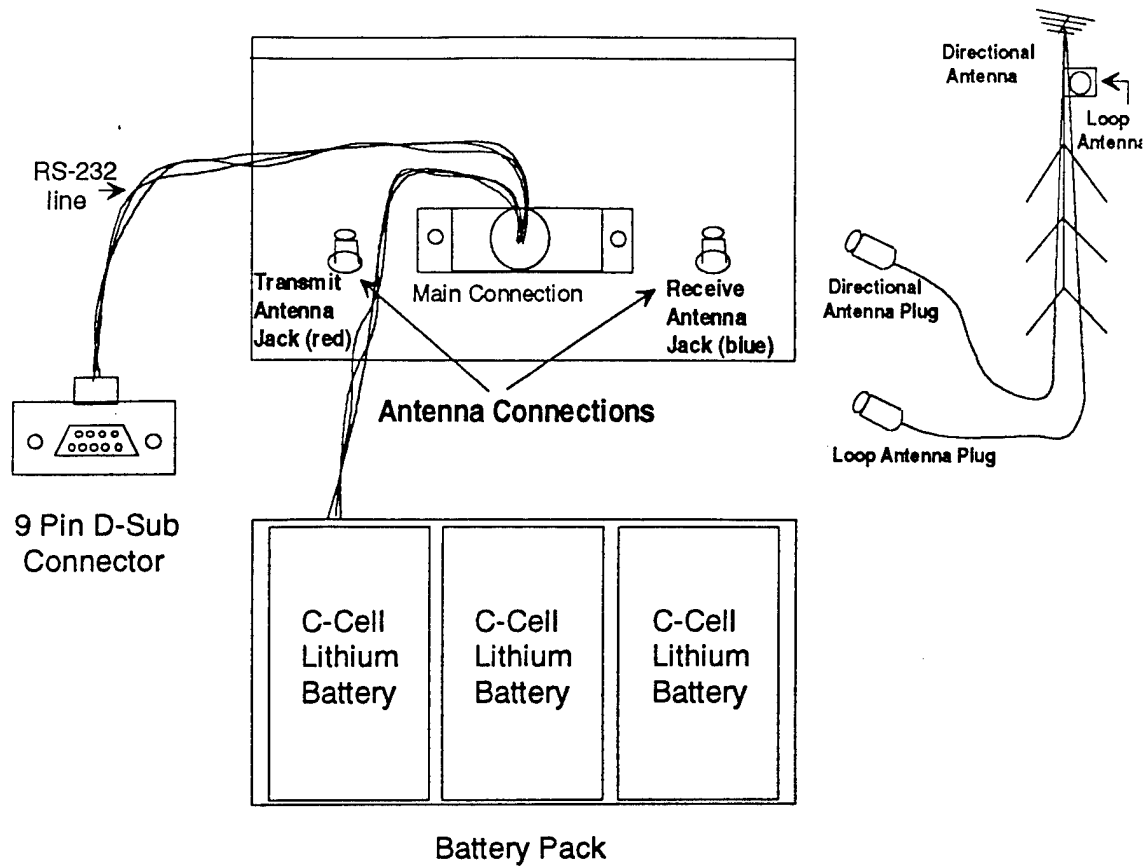 Directional
Antenna
Loop
Antenna
RS-232
line
Transmit
Antenna
Jack (red)
Main Connection
Receive
Antenna
Jack (blue)
Directional
Antenna Plug
Antenna Connections
Loop Antenna Plug
9 Pin D-Sub
Connector
C-Cell
Lithium
Battery
C-Cell
Lithium
Battery
C-Cell
Lithium
Battery
Battery Pack